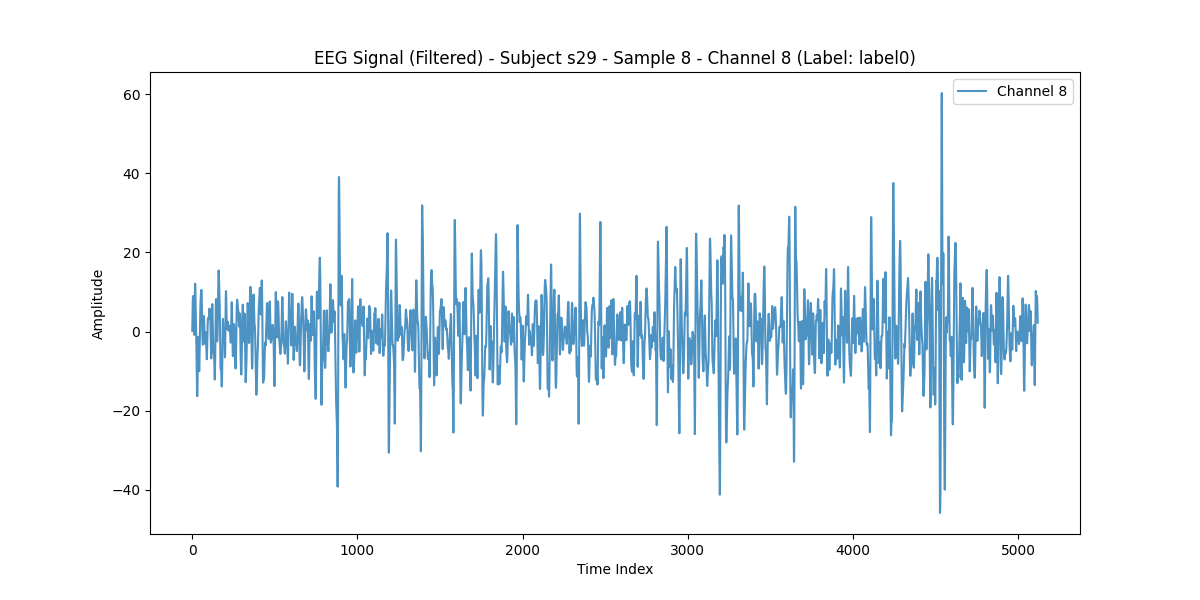 EEG Signal (Filtered) - Subject s29 - Sample 8 - Channel 8 (Label: label0)
Channel 8
60
40
20
0
−20
−40
Amplitude
0 1000 2000 3000 4000 5000
Time Index